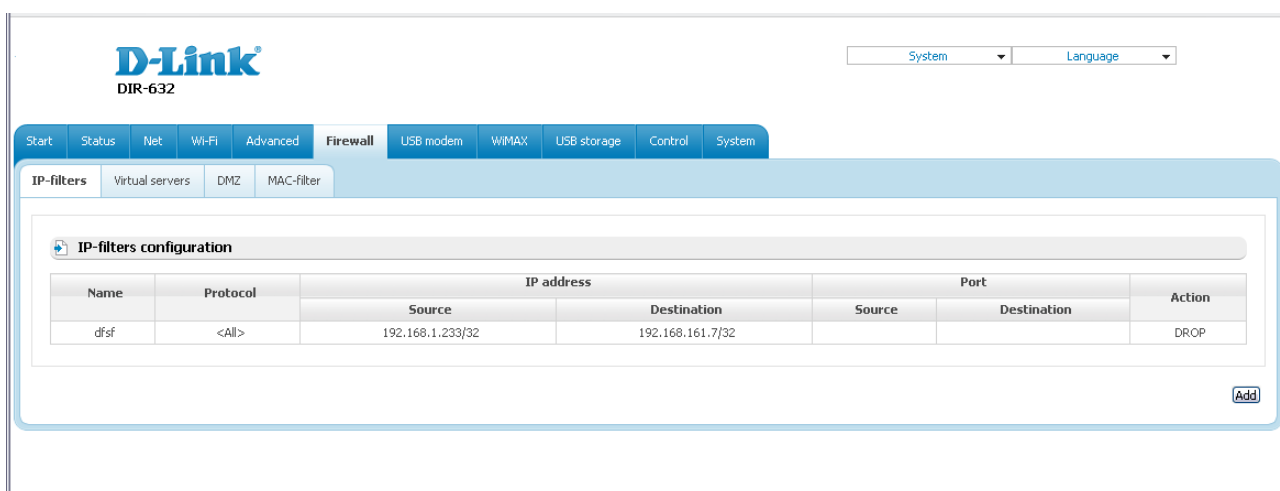 D-Link®
DIR-632
System Language
Start Status Net Wi-Fi Advanced Firewall USB modem WiMAX USB storage Control System
IP-filters Virtual servers DMZ MAC-filter
IP-filters configuration
Name Protocol IP address Port Action
Source Destination Source Destination
dfsf <All> 192.168.1.233/32 192.168.161.7/32 DROP
Add